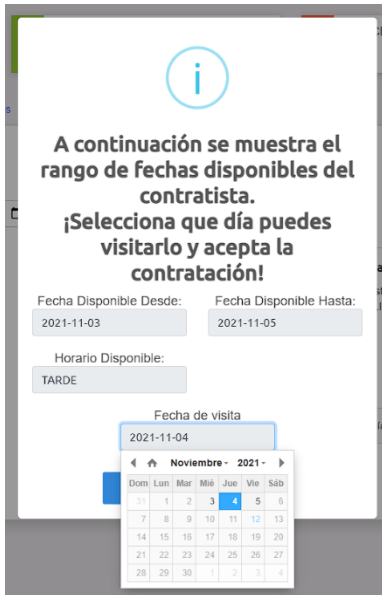 A continuación se muestra el
rango de fechas disponibles del
contratista.
¡Selecciona que día puedes
visitarlo y acepta la
contratación!
Fecha Disponible Desde: Fecha Disponible Hasta:
2021-11-03 2021-11-05
Horario Disponible:
TARDE
Fecha de visita
2021-11-04
Noviembre 2021
Dom Lun Mar Mié Jue Vie Sáb
31 1 2 3 4 5 6
7 8 9 10 11 12 13
14 15 16 17 18 19 20
21 22 23 24 25 26 27
28 29 30 1 2 3 4